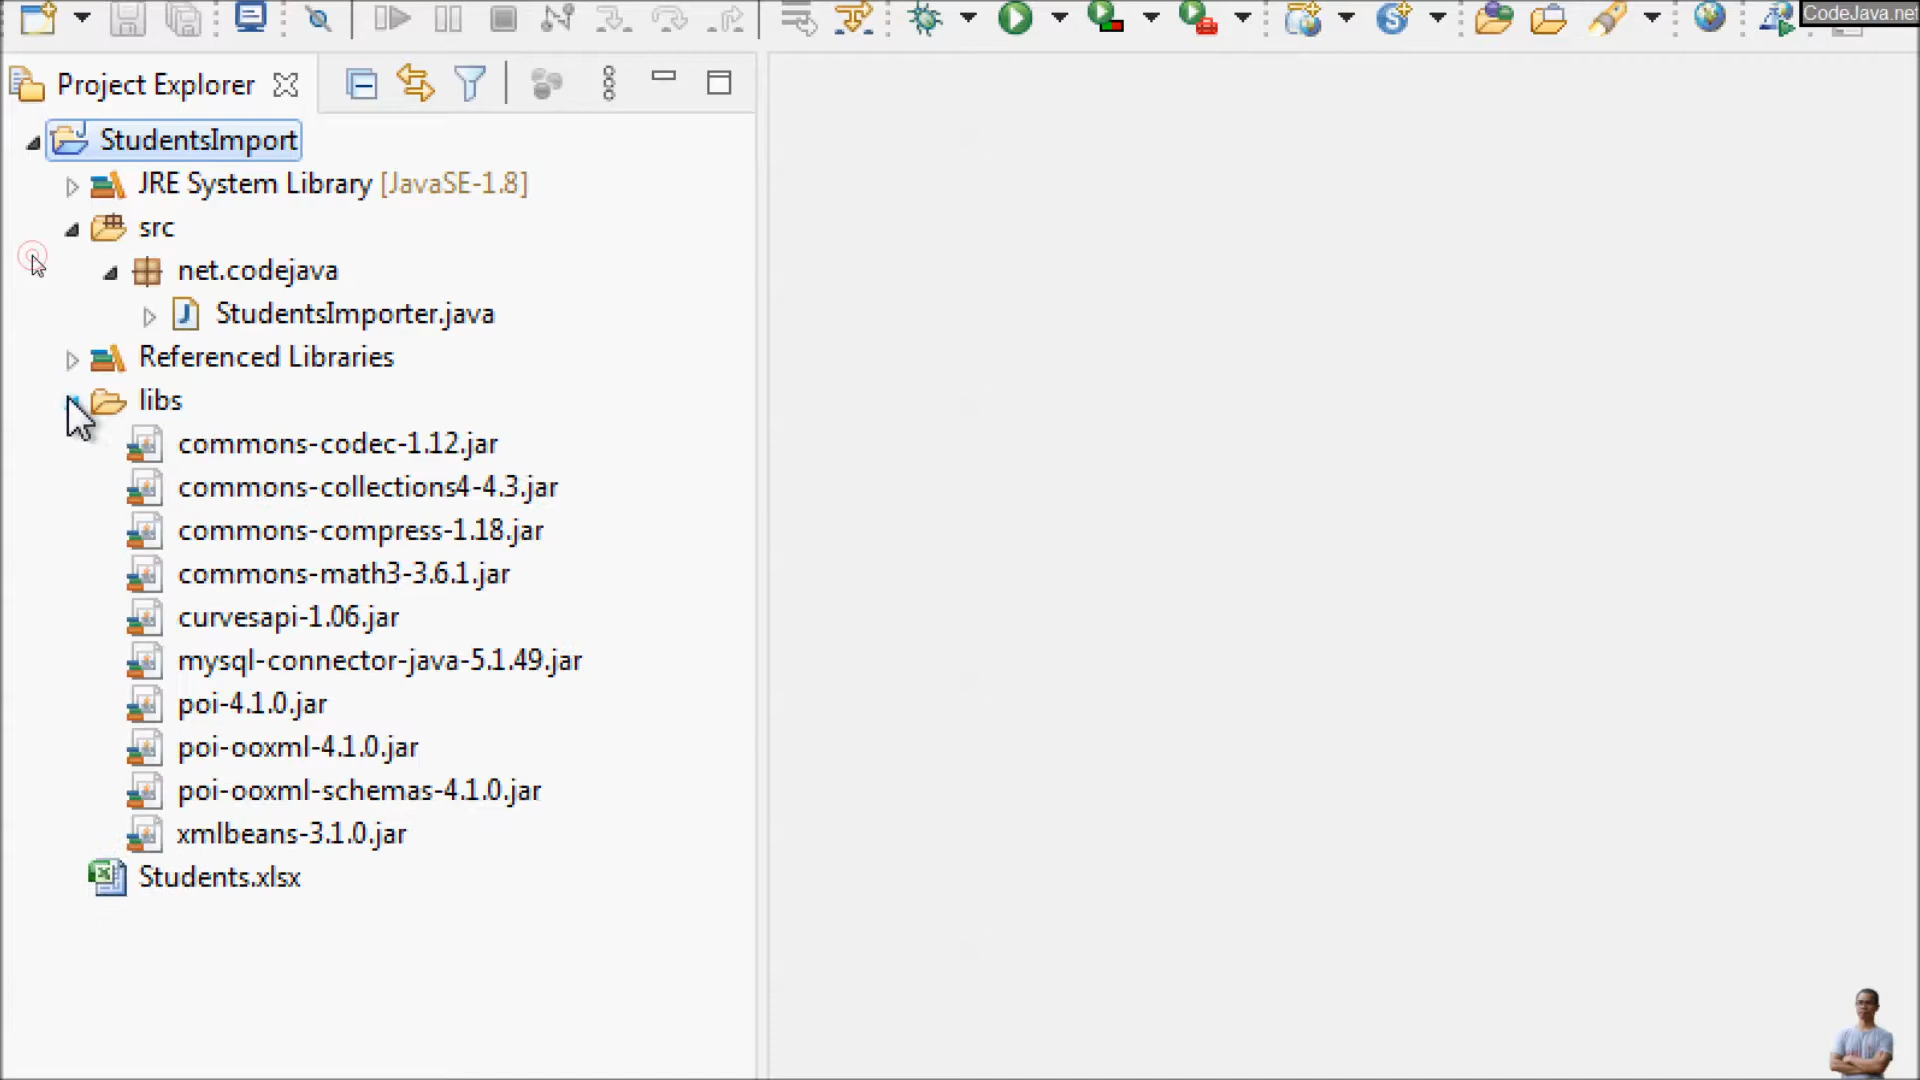 CodeJava.net
Project Explorer
StudentsImport
JRE System Library [JavaSE-1.8]
src
net.codejava
StudentsImporter.java
Referenced Libraries
libs
commons-codec-1.12.jar
commons-collections4-4.3.jar
commons-compress-1.18.jar
commons-math3-3.6.1.jar
curvesapi-1.06.jar
mysql-connector-java-5.1.49.jar
poi-4.1.0.jar
poi-ooxml-4.1.0.jar
poi-ooxml-schemas-4.1.0.jar
xmlbeans-3.1.0.jar
Students.xlsx